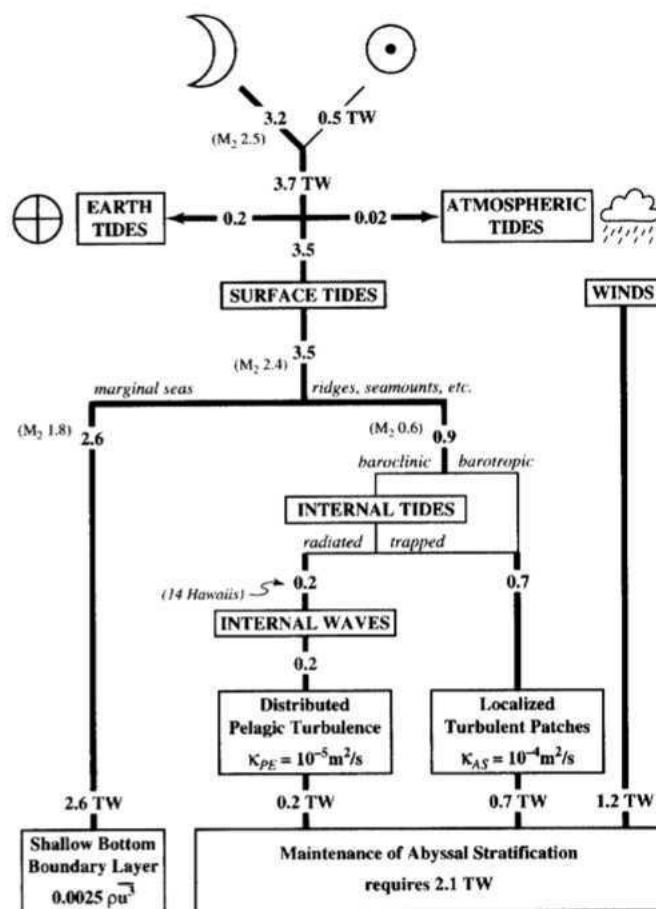 3.2
0.5 TW
(M₂ 2.5)
3.7 TW
EARTH
TIDES
0.2
0.02
ATMOSPHERIC
TIDES
3.5
SURFACE TIDES
WINDS
3.5
(M₂ 2.4)
marginal seas
ridges, seamounts, etc.
(M₂ 1.8)
2.6
(M₂ 0.6)
0.9
baroclinic
barotropic
INTERNAL TIDES
radiated
trapped
(14 Hawaiis)
0.2
0.7
INTERNAL WAVES
0.2
Distributed
Pelagic Turbulence
κPE = 10⁻⁵m²/s
Localized
Turbulent Patches
κAS = 10⁻⁴m²/s
2.6 TW
0.2 TW
0.7 TW
1.2 TW
Shallow Bottom
Boundary Layer
0.0025 ρu³
Maintenance of Abyssal Stratification
requires 2.1 TW